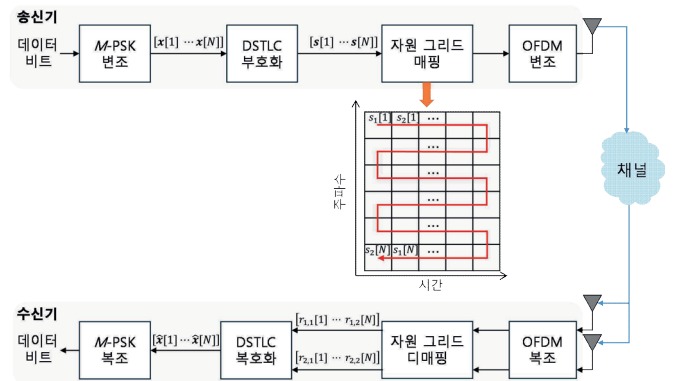 송신기
데이터
비트
M-PSK
변조
[x[1] ⋯ x[N]]
DSTLC
부호화
[s[1] ⋯ s[N]]
자원 그리드
매핑
OFDM
변조
s₁[1] s₂[1] ⋯
⋯
⋯
⋯
⋯
s₂[N] s₁[N] ⋯
주파수
시간
채널
수신기
데이터
비트
M-PSK
복조
[x̂[1] ⋯ x̂[N]]
DSTLC
복호화
[r₁,₁[1] ⋯ r₁,₂[N]]
[r₂,₁[1] ⋯ r₂,₂[N]]
자원 그리드
디매핑
OFDM
복조